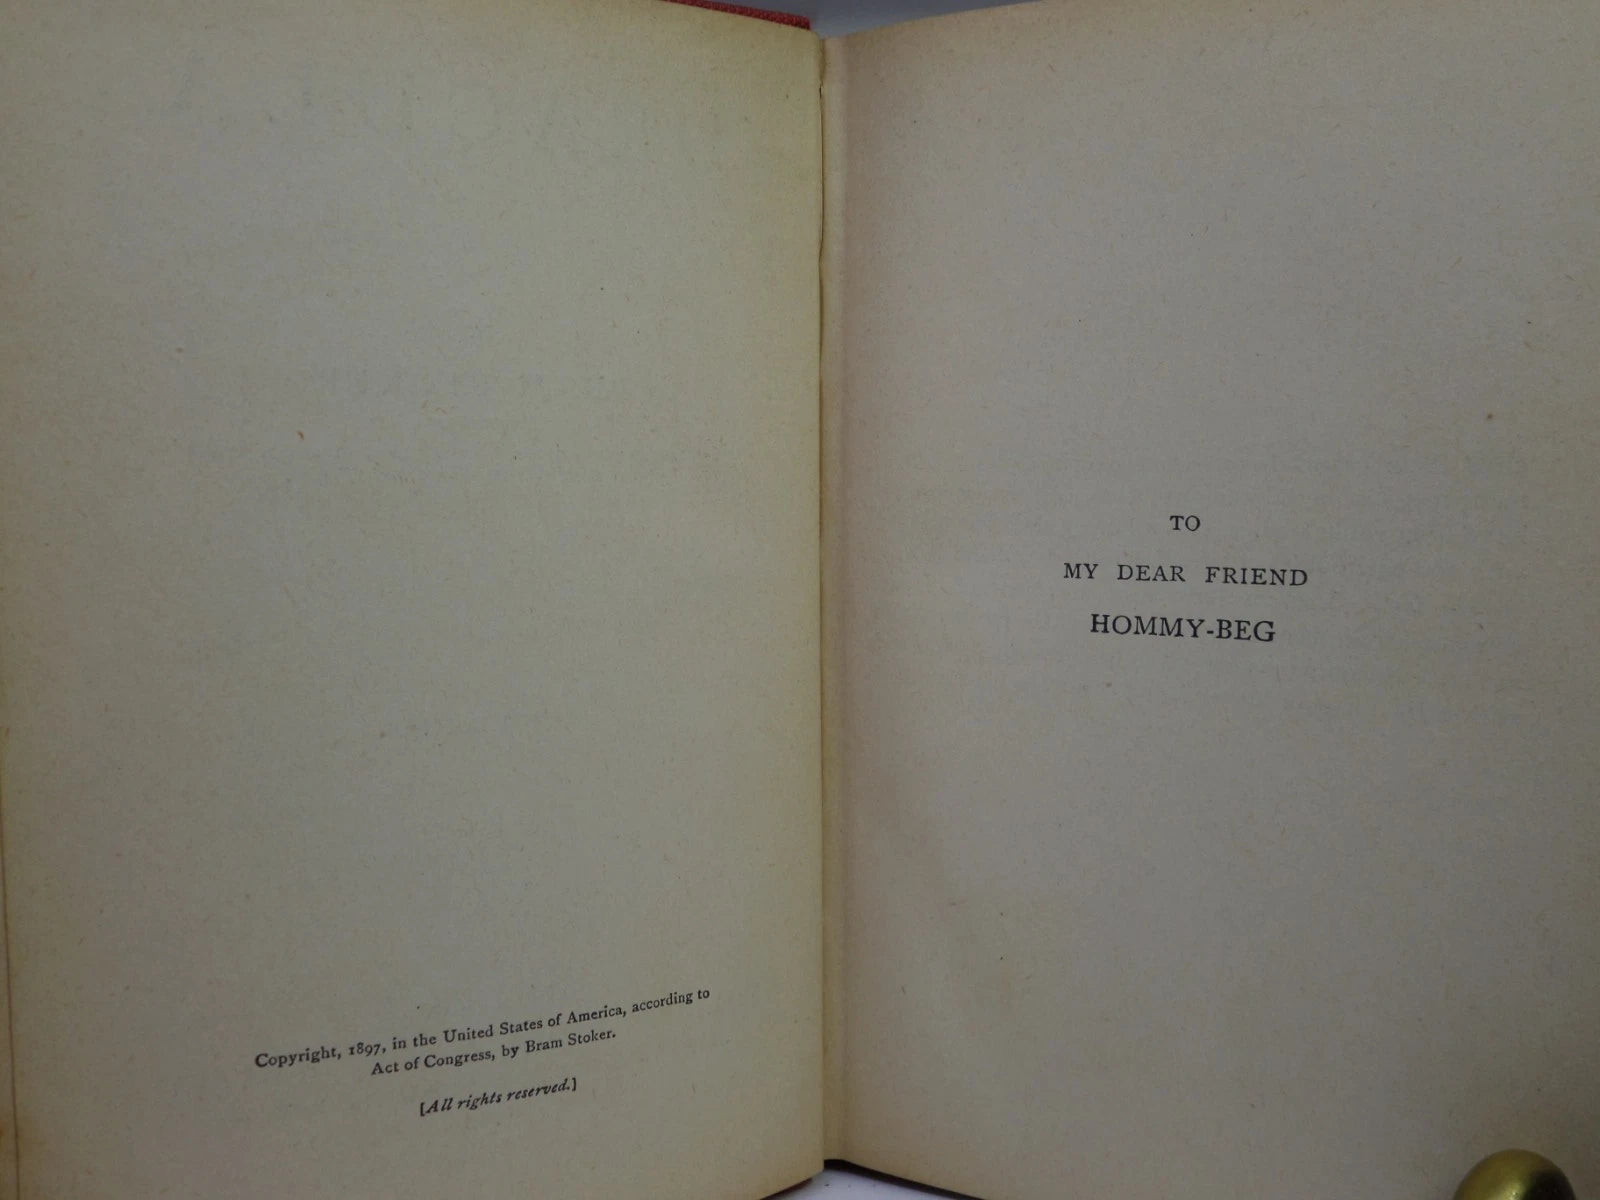 Copyright, 1897, in the United States of America, according to
Act of Congress, by Bram Stoker.
[All rights reserved.]
TO
MY DEAR FRIEND
HOMMY-BEG